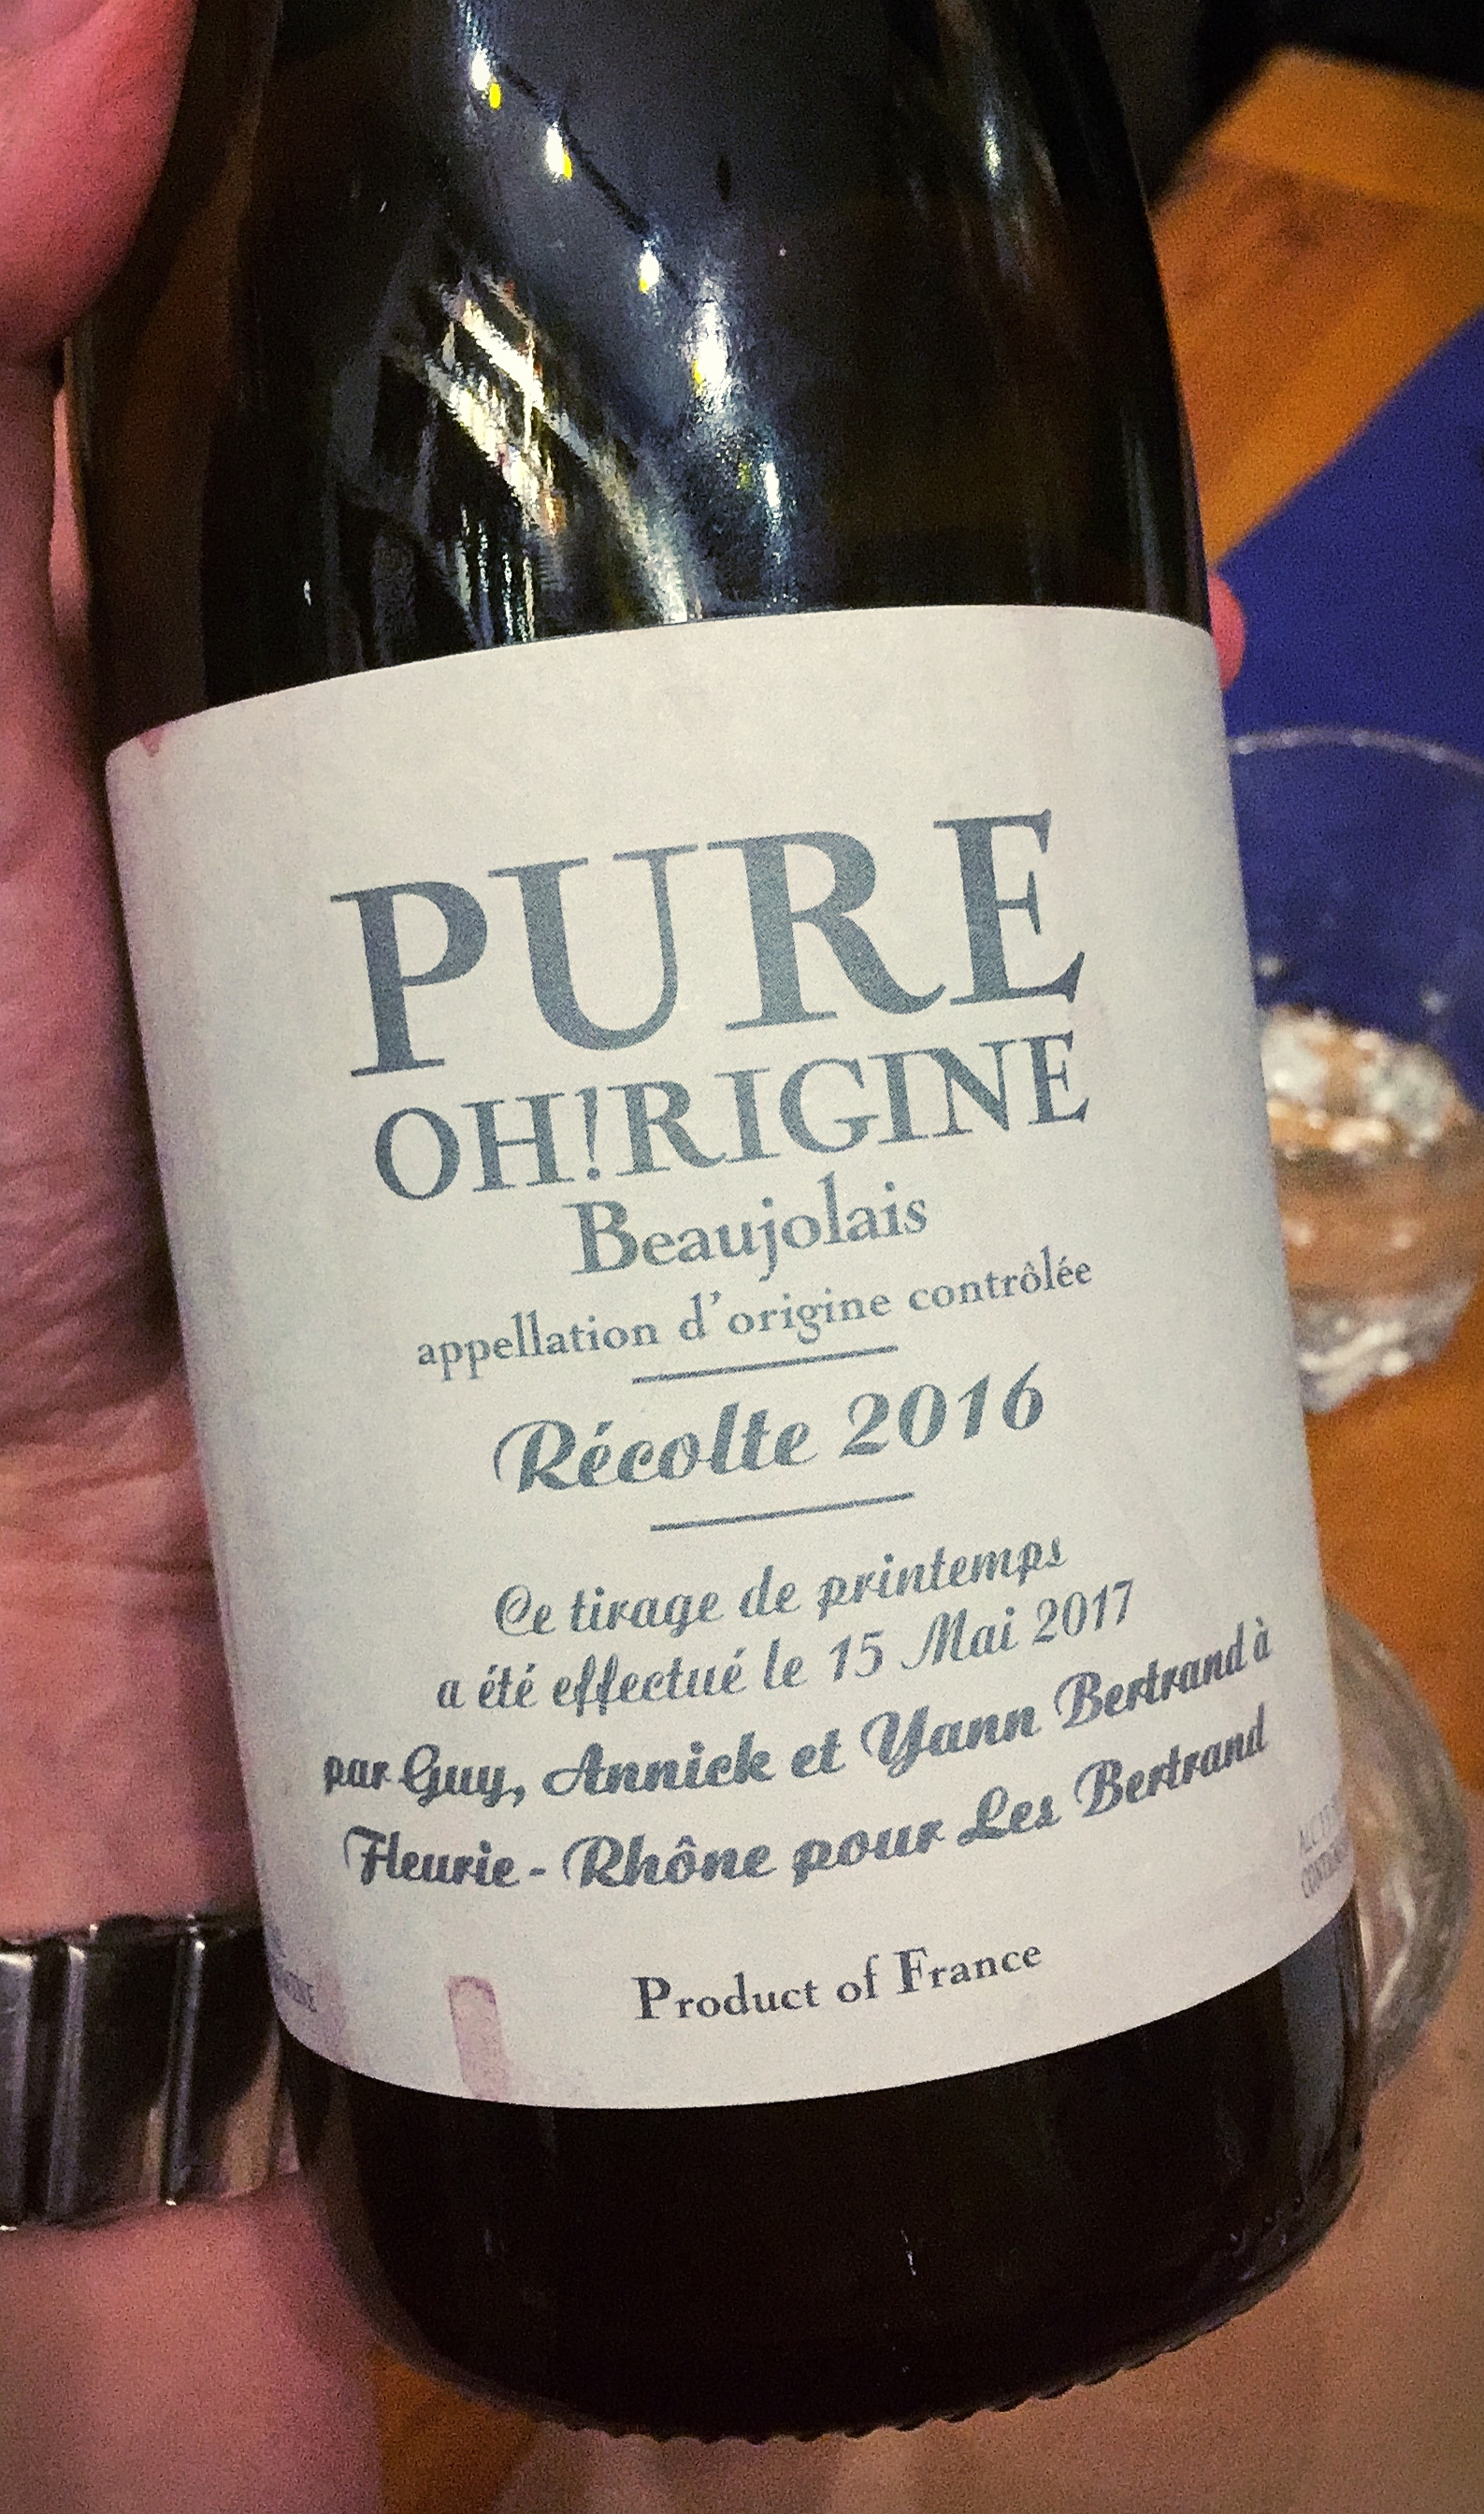 PURE
OH!RIGINE
Beaujolais
appellation d'origine contrôlée
Récolte 2016
Ce tirage de printemps
a été effectué le 15 Mai 2017
par Guy, Annick et Yann Bertrand à
Fleurie - Rhône pour Les Bertrand
Product of France